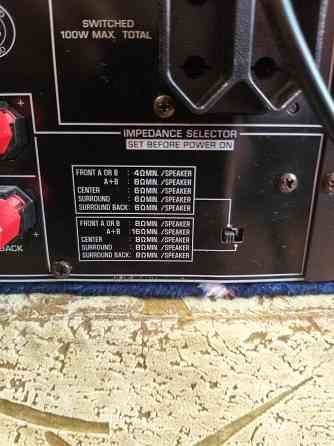 SWITCHED
100W MAX. TOTAL
IMPEDANCE SELECTOR
SET BEFORE POWER ON
FRONT A OR B : 4ΩMIN./SPEAKER
A+B : 8ΩMIN./SPEAKER
CENTER : 6ΩMIN./SPEAKER
SURROUND : 6ΩMIN./SPEAKER
SURROUND BACK: 6ΩMIN./SPEAKER
FRONT A OR B : 8ΩMIN./SPEAKER
A+B : 16ΩMIN./SPEAKER
CENTER : 8ΩMIN./SPEAKER
SURROUND : 8ΩMIN./SPEAKER
SURROUND BACK: 8ΩMIN./SPEAKER
+
+
BACK